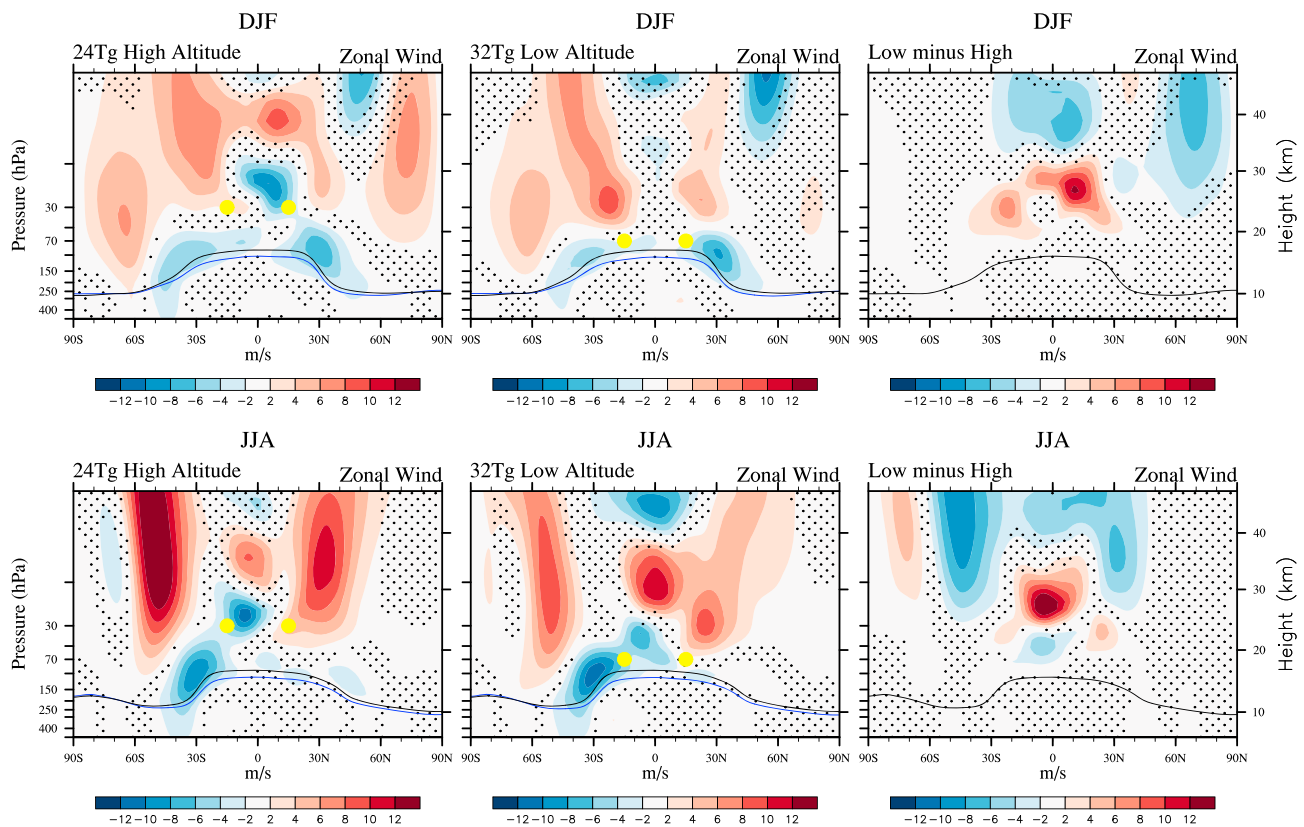 DJF DJF DJF
24Tg High Altitude Zonal Wind 32Tg Low Altitude Zonal Wind Low minus High Zonal Wind
Pressure (hPa)
30
70
150
250
400
40
30
20
10
Height (km)
90S 60S 30S 0 30N 60N 90N 90S 60S 30S 0 30N 60N 90N 90S 60S 30S 0 30N 60N 90N
m/s m/s m/s
-12 -10 -8 -6 -4 -2 2 4 6 8 10 12 -12 -10 -8 -6 -4 -2 2 4 6 8 10 12 -12 -10 -8 -6 -4 -2 2 4 6 8 10 12
JJA JJA JJA
24Tg High Altitude Zonal Wind 32Tg Low Altitude Zonal Wind Low minus High Zonal Wind
Pressure (hPa)
30
70
150
250
400
40
30
20
10
Height (km)
90S 60S 30S 0 30N 60N 90N 90S 60S 30S 0 30N 60N 90N 90S 60S 30S 0 30N 60N 90N
m/s m/s m/s
-12 -10 -8 -6 -4 -2 2 4 6 8 10 12 -12 -10 -8 -6 -4 -2 2 4 6 8 10 12 -12 -10 -8 -6 -4 -2 2 4 6 8 10 12